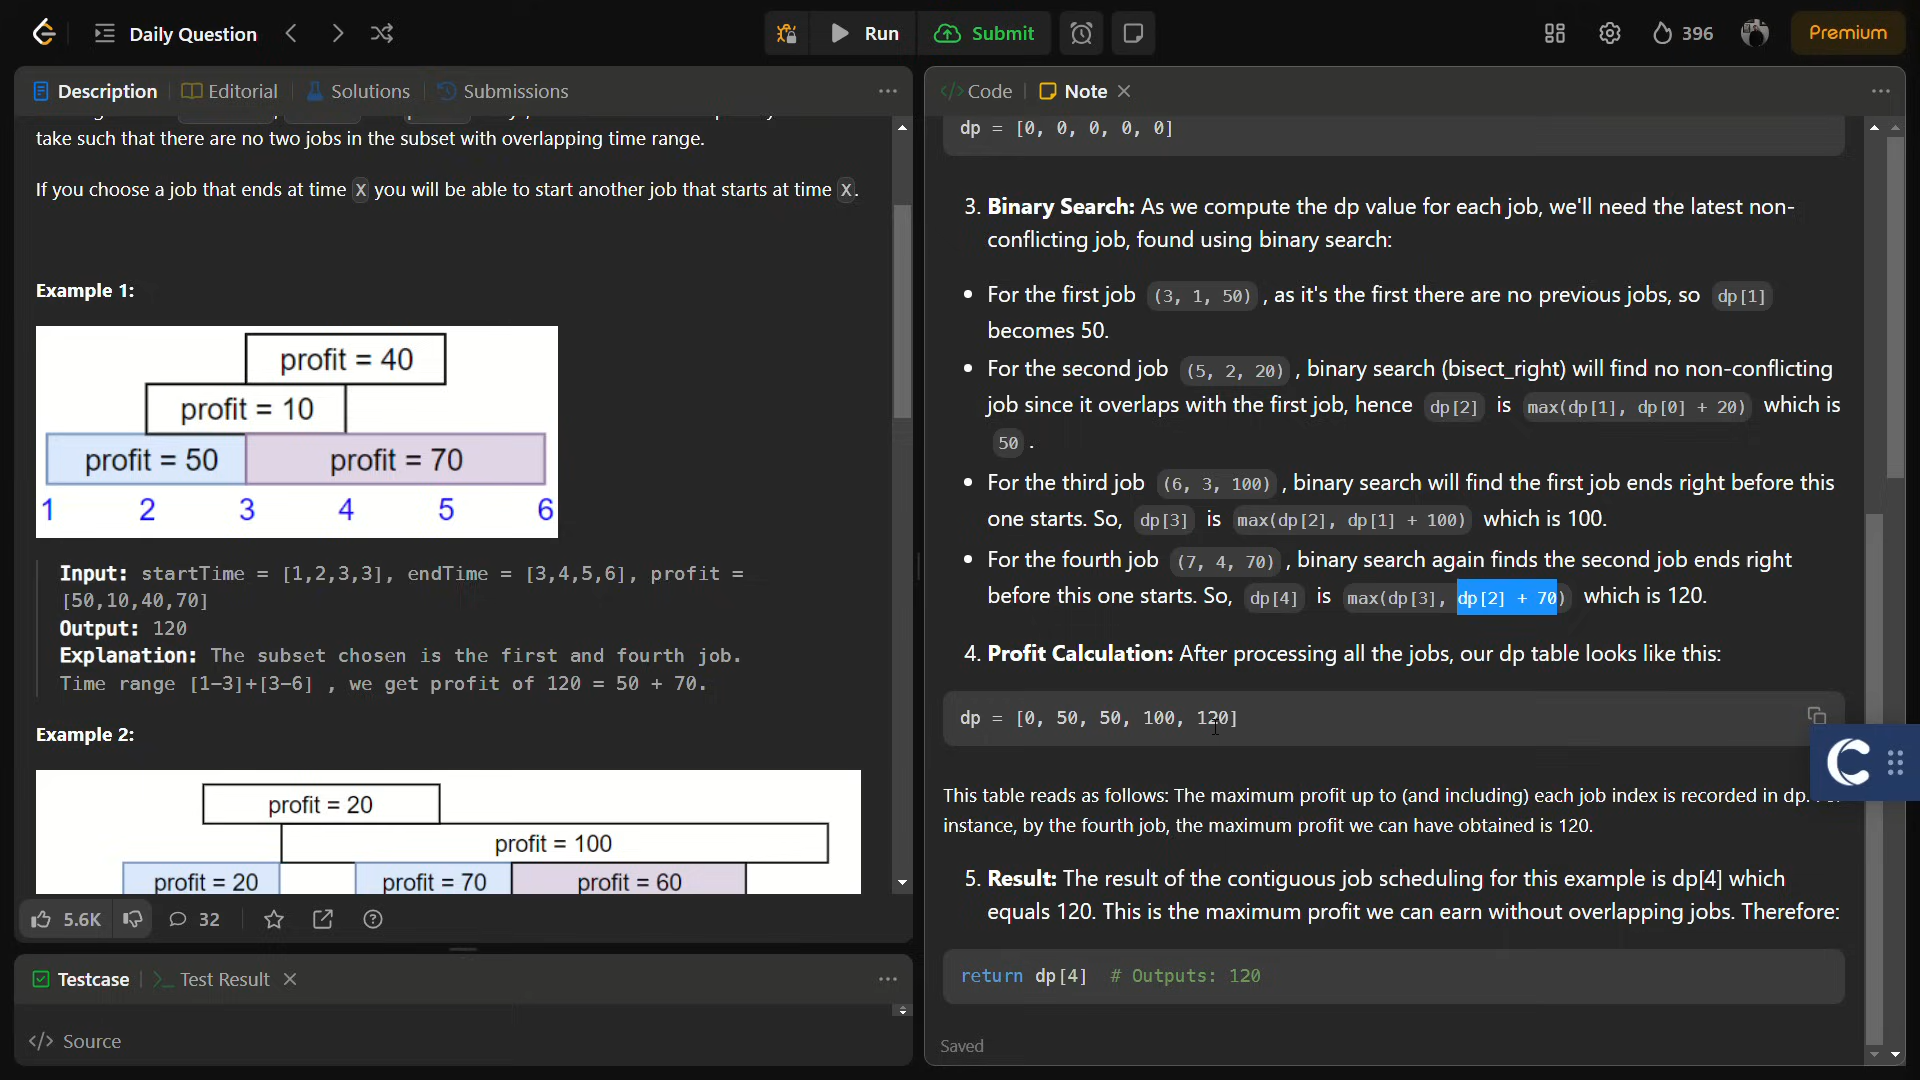 Daily Question
Run
Submit
396
Premium
Description
Editorial
Solutions
Submissions
take such that there are no two jobs in the subset with overlapping time range.
If you choose a job that ends at time X you will be able to start another job that starts at time X.
Example 1:
profit = 40
profit = 10
profit = 50 profit = 70
1 2 3 4 5 6
Input: startTime = [1,2,3,3], endTime = [3,4,5,6], profit =
[50,10,40,70]
Output: 120
Explanation: The subset chosen is the first and fourth job.
Time range [1-3]+[3-6] , we get profit of 120 = 50 + 70.
Example 2:
profit = 20
profit = 100
profit = 20 profit = 70 profit = 60
5.6K
32
Testcase
Test Result
Source
Code
Note
dp = [0, 0, 0, 0, 0]
3. Binary Search: As we compute the dp value for each job, we'll need the latest non-
conflicting job, found using binary search:
• For the first job (3, 1, 50) , as it's the first there are no previous jobs, so dp[1]
becomes 50.
• For the second job (5, 2, 20) , binary search (bisect_right) will find no non-conflicting
job since it overlaps with the first job, hence dp[2] is max(dp[1], dp[0] + 20) which is
50 .
• For the third job (6, 3, 100) , binary search will find the first job ends right before this
one starts. So, dp[3] is max(dp[2], dp[1] + 100) which is 100.
• For the fourth job (7, 4, 70) , binary search again finds the second job ends right
before this one starts. So, dp[4] is max(dp[3], dp[2] + 70) which is 120.
4. Profit Calculation: After processing all the jobs, our dp table looks like this:
dp = [0, 50, 50, 100, 120]
This table reads as follows: The maximum profit up to (and including) each job index is recorded in dp.
instance, by the fourth job, the maximum profit we can have obtained is 120.
5. Result: The result of the contiguous job scheduling for this example is dp[4] which
equals 120. This is the maximum profit we can earn without overlapping jobs. Therefore:
return dp[4] # Outputs: 120
Saved